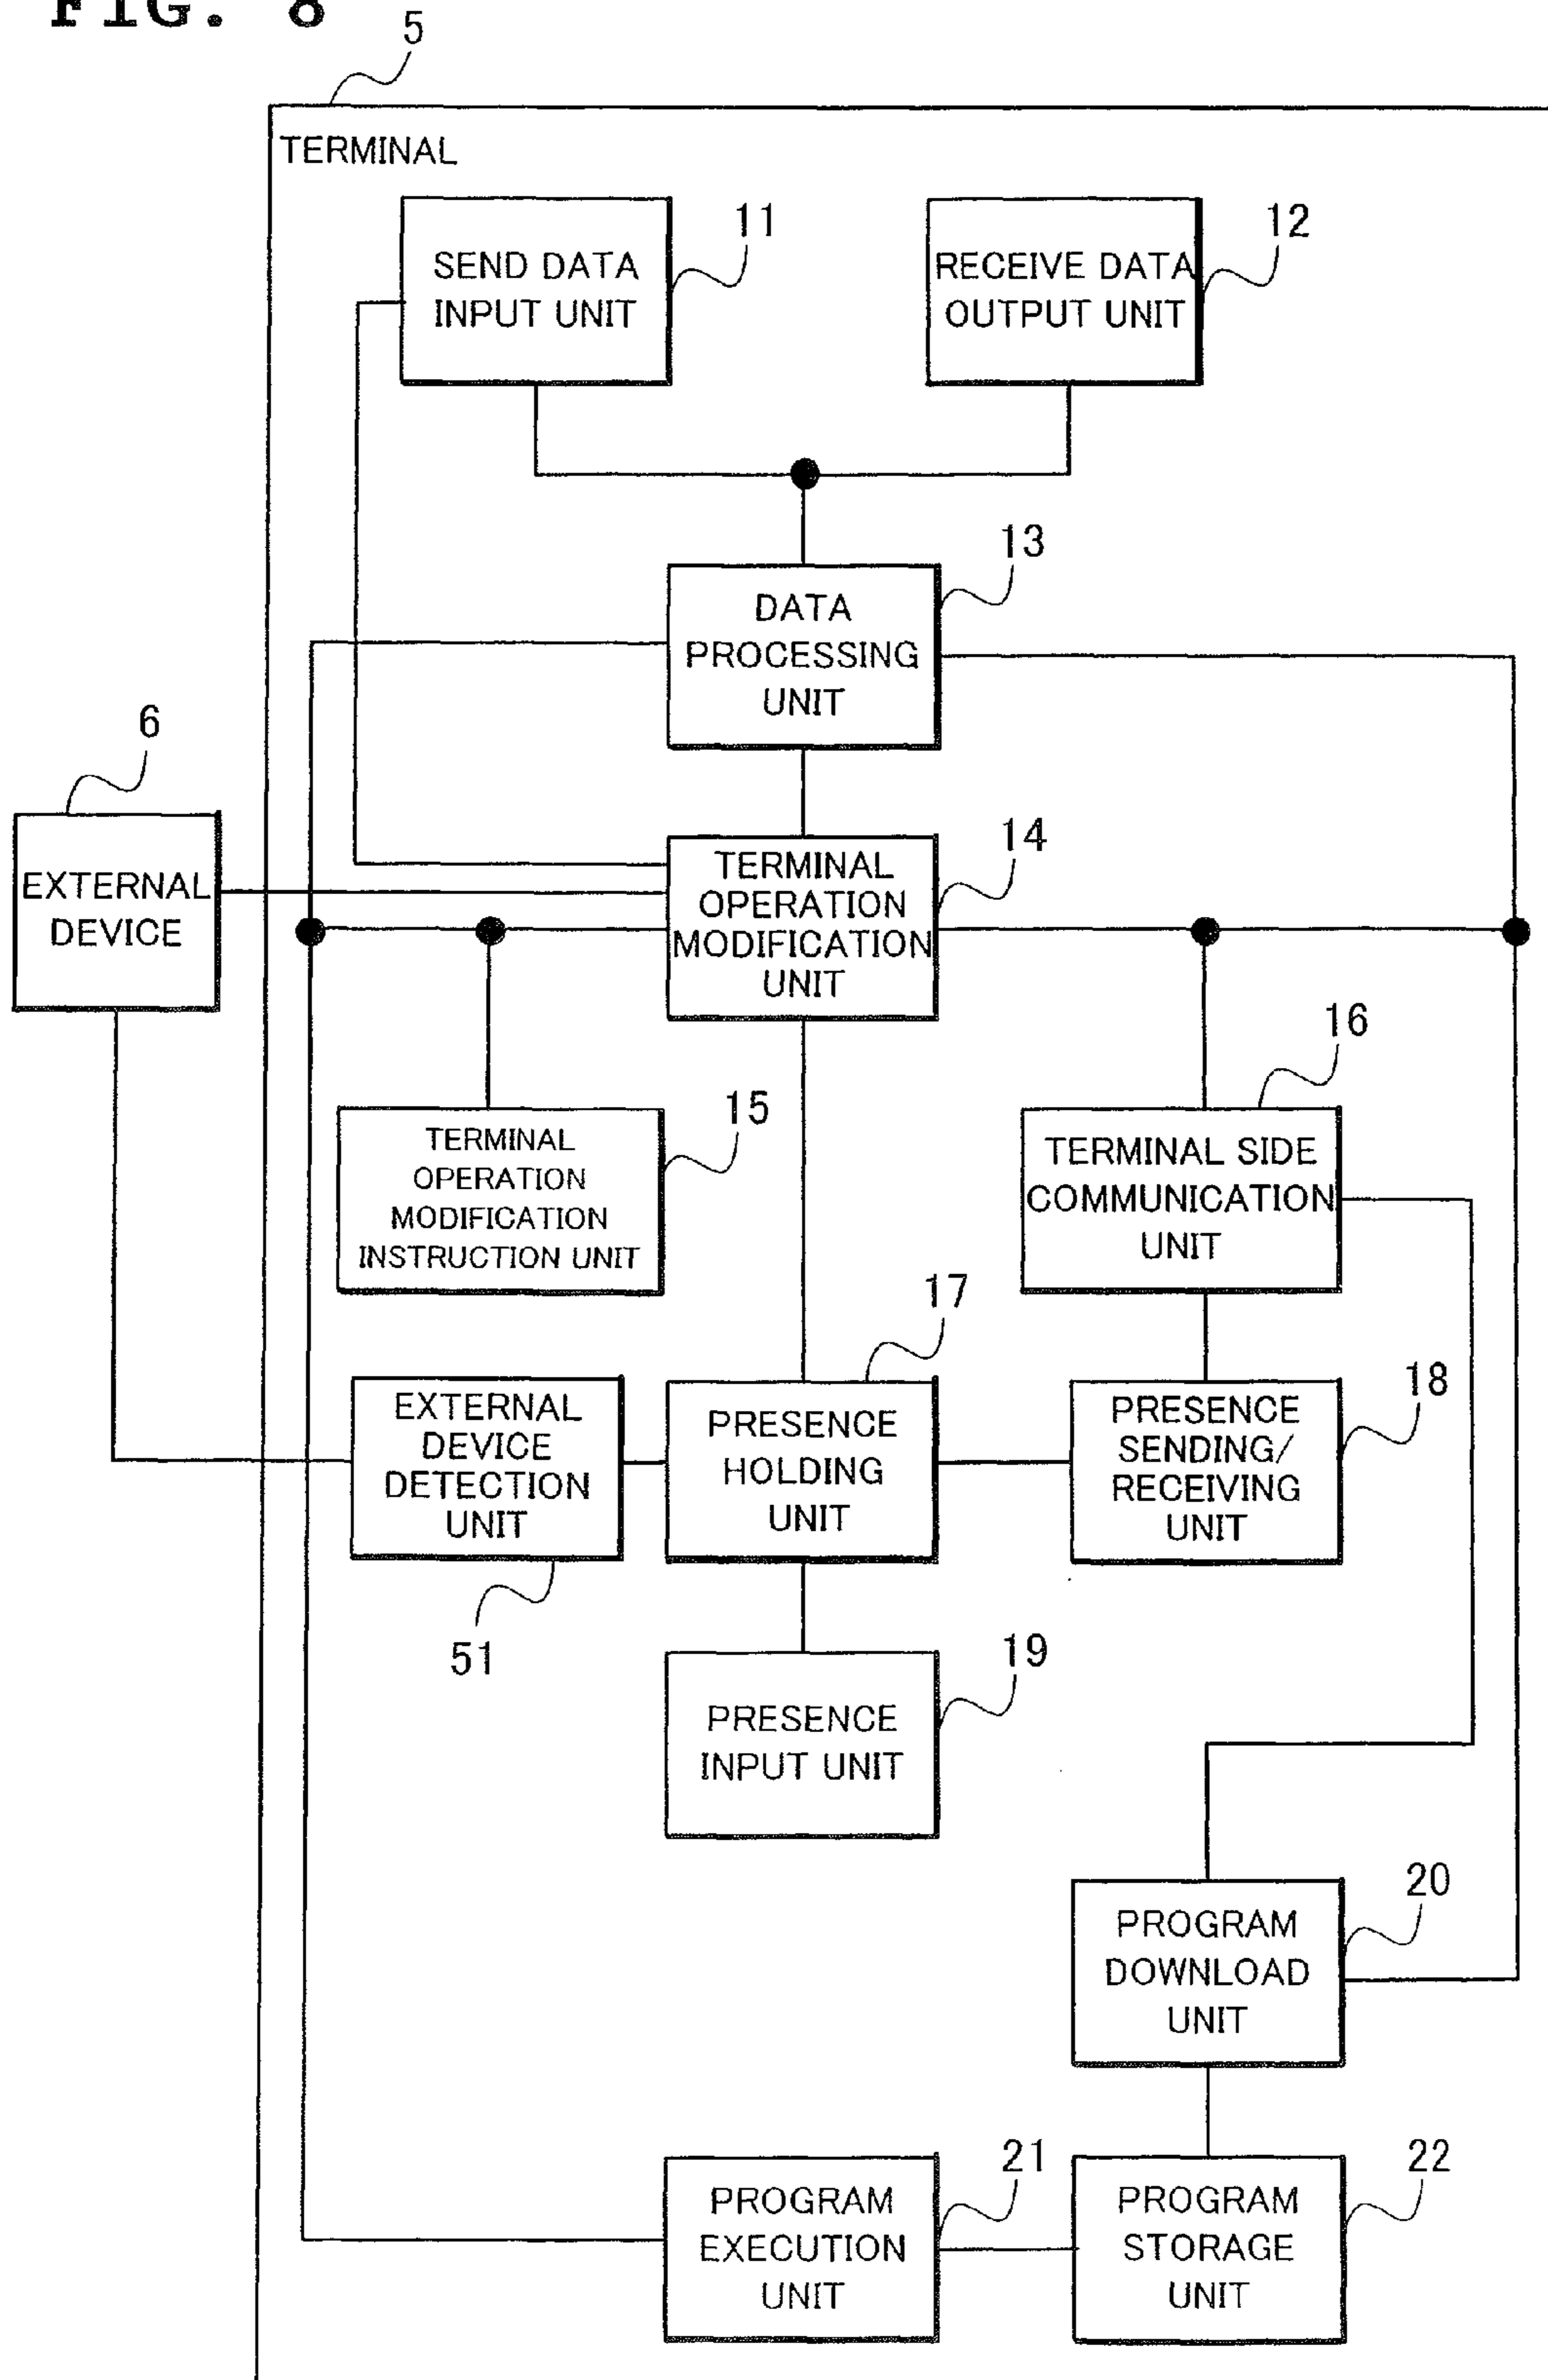 FIG. 8
5
TERMINAL
11
SEND DATA
INPUT UNIT
12
RECEIVE DATA
OUTPUT UNIT
13
DATA
PROCESSING
UNIT
6
EXTERNAL
DEVICE
14
TERMINAL
OPERATION
MODIFICATION
UNIT
15
TERMINAL
OPERATION
MODIFICATION
INSTRUCTION UNIT
16
TERMINAL SIDE
COMMUNICATION
UNIT
17
EXTERNAL
DEVICE
DETECTION
UNIT
51
PRESENCE
HOLDING
UNIT
18
PRESENCE
SENDING/
RECEIVING
UNIT
19
PRESENCE
INPUT UNIT
20
PROGRAM
DOWNLOAD
UNIT
21
PROGRAM
EXECUTION
UNIT
22
PROGRAM
STORAGE
UNIT